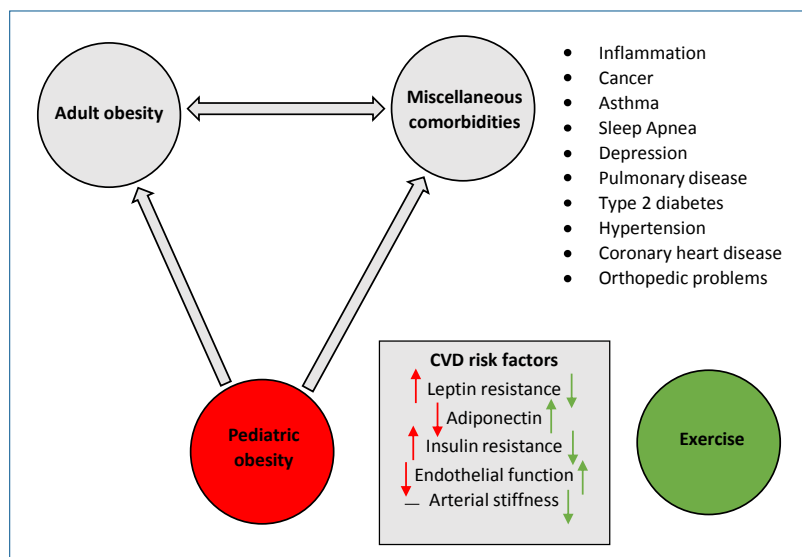 Adult obesity
Miscellaneous
comorbidities
• Inflammation
• Cancer
• Asthma
• Sleep Apnea
• Depression
• Pulmonary disease
• Type 2 diabetes
• Hypertension
• Coronary heart disease
• Orthopedic problems
Pediatric
obesity
CVD risk factors
↑ Leptin resistance ↓
↓ Adiponectin ↑
↑ Insulin resistance ↓
↓ Endothelial function ↑
— Arterial stiffness ↓
Exercise